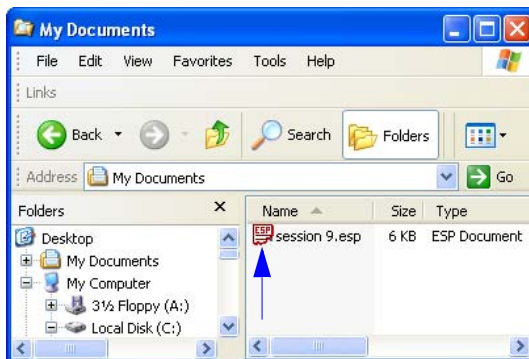 My Documents
File Edit View Favorites Tools Help
Links
Back Search Folders
Address My Documents Go
Folders x Name Size Type
Desktop ESP session 9.esp 6 KB ESP Document
My Documents
My Computer
3½ Floppy (A:)
Local Disk (C:)